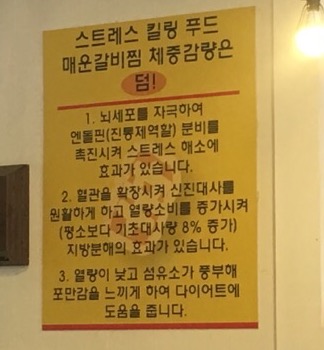 스트레스 킬링 푸드
매운갈비찜 체중감량은
덤!
1. 뇌세포를 자극하여
엔돌핀(진통제역할) 분비를
촉진시켜 스트레스 해소에
효과가 있습니다.
2. 혈관을 확장시켜 신진대사를
원활하게 하고 열량소비를 증가시켜
(평소보다 기초대사량 8% 증가)
지방분해의 효과가 있습니다.
3. 열량이 낮고 섬유소가 풍부해
포만감을 느끼게 하여 다이어트에
도움을 줍니다.